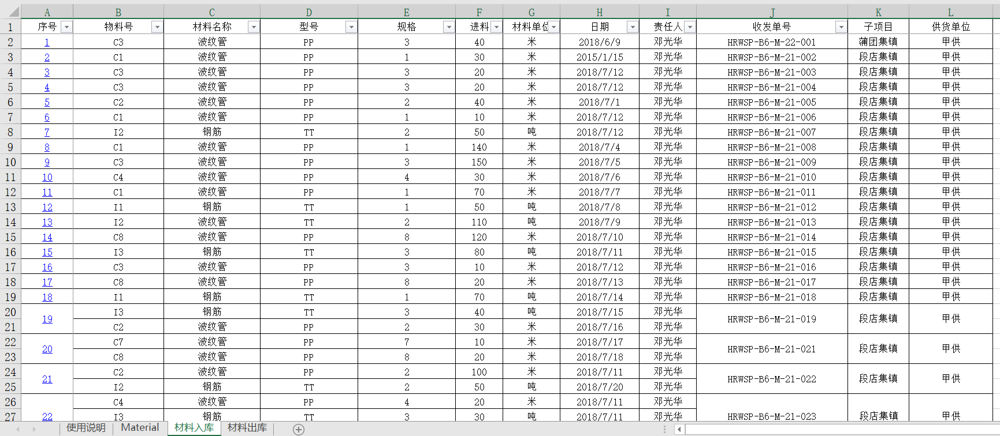 A B C D E F G H I J K L
1 序号 物料号 材料名称 型号 规格 进料 材料单位 日期 责任人 收发单号 子项目 供货单位
2 1 C3 波纹管 PP 3 40 米 2018/6/9 邓光华 HRWSP-B6-M-22-001 蒲团集镇 甲供
3 2 C1 波纹管 PP 1 30 米 2015/1/15 邓光华 HRWSP-B6-M-21-002 段店集镇 甲供
4 3 C3 波纹管 PP 3 20 米 2018/7/12 邓光华 HRWSP-B6-M-21-003 段店集镇 甲供
5 4 C3 波纹管 PP 3 20 米 2018/7/12 邓光华 HRWSP-B6-M-21-004 段店集镇 甲供
6 5 C2 波纹管 PP 2 40 米 2018/7/1 邓光华 HRWSP-B6-M-21-005 段店集镇 甲供
7 6 C1 波纹管 PP 1 10 米 2018/7/12 邓光华 HRWSP-B6-M-21-006 段店集镇 甲供
8 7 I2 钢筋 TT 2 50 吨 2018/7/12 邓光华 HRWSP-B6-M-21-007 段店集镇 甲供
9 8 C1 波纹管 PP 1 140 米 2018/7/4 邓光华 HRWSP-B6-M-21-008 段店集镇 甲供
10 9 C3 波纹管 PP 3 150 米 2018/7/5 邓光华 HRWSP-B6-M-21-009 段店集镇 甲供
11 10 C4 波纹管 PP 4 30 米 2018/7/6 邓光华 HRWSP-B6-M-21-010 段店集镇 甲供
12 11 C1 波纹管 PP 1 70 米 2018/7/7 邓光华 HRWSP-B6-M-21-011 段店集镇 甲供
13 12 I1 钢筋 TT 1 50 吨 2018/7/8 邓光华 HRWSP-B6-M-21-012 段店集镇 甲供
14 13 I2 波纹管 TT 2 110 吨 2018/7/9 邓光华 HRWSP-B6-M-21-013 段店集镇 甲供
15 14 C8 波纹管 PP 8 120 米 2018/7/10 邓光华 HRWSP-B6-M-21-014 段店集镇 甲供
16 15 I3 钢筋 TT 3 80 吨 2018/7/11 邓光华 HRWSP-B6-M-21-015 段店集镇 甲供
17 16 C3 波纹管 PP 3 10 米 2018/7/12 邓光华 HRWSP-B6-M-21-016 段店集镇 甲供
18 17 C8 波纹管 PP 8 20 米 2018/7/13 邓光华 HRWSP-B6-M-21-017 段店集镇 甲供
19 18 I1 钢筋 TT 1 70 吨 2018/7/14 邓光华 HRWSP-B6-M-21-018 段店集镇 甲供
20 19 I3 钢筋 TT 3 40 吨 2018/7/15 邓光华 HRWSP-B6-M-21-019 段店集镇 甲供
21 C2 波纹管 PP 2 30 米 2018/7/16 邓光华
22 20 C7 波纹管 PP 7 10 米 2018/7/17 邓光华 HRWSP-B6-M-21-021 段店集镇 甲供
23 C8 波纹管 PP 8 20 米 2018/7/18 邓光华
24 21 C2 波纹管 PP 2 100 米 2018/7/11 邓光华 HRWSP-B6-M-21-022 段店集镇 甲供
25 I2 钢筋 TT 2 50 吨 2018/7/20 邓光华
26 C4 波纹管 PP 4 20 米 2018/7/11 邓光华
27 22 I3 钢筋 TT 3 30 吨 2018/7/11 邓光华 HRWSP-B6-M-21-023 段店集镇 甲供
使用说明 Material 材料入库 材料出库